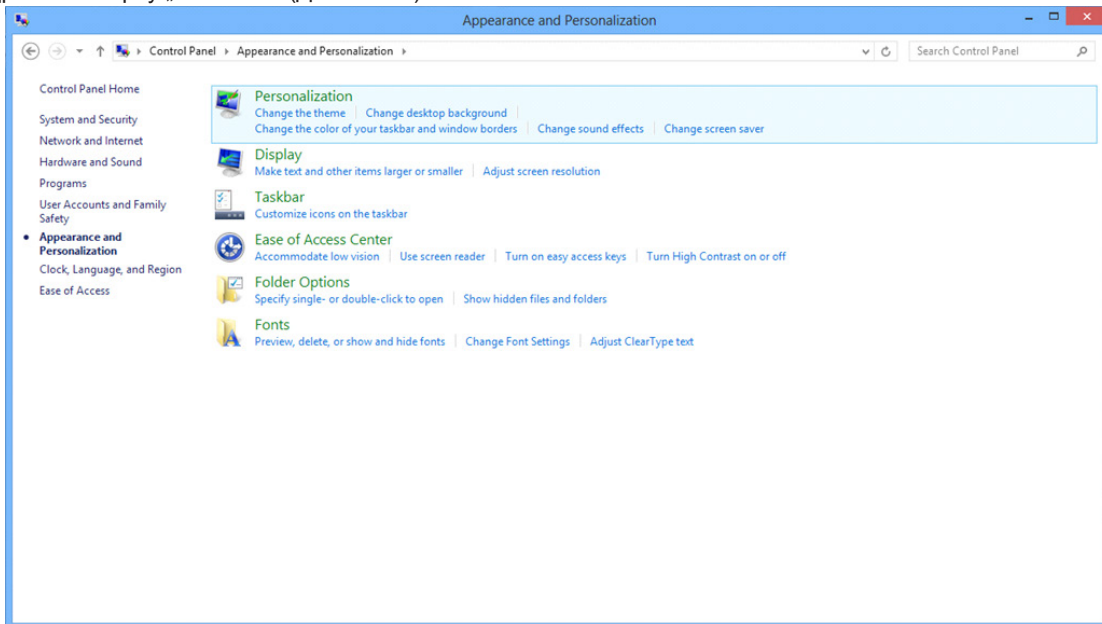 Appearance and Personalization
Control Panel Appearance and Personalization
Search Control Panel
Control Panel Home
System and Security
Network and Internet
Hardware and Sound
Programs
User Accounts and Family
Safety
Appearance and
Personalization
Clock, Language, and Region
Ease of Access
Personalization
Change the theme Change desktop background
Change the color of your taskbar and window borders Change sound effects Change screen saver
Display
Make text and other items larger or smaller Adjust screen resolution
Taskbar
Customize icons on the taskbar
Ease of Access Center
Accommodate low vision Use screen reader Turn on easy access keys Turn High Contrast on or off
Folder Options
Specify single- or double-click to open Show hidden files and folders
Fonts
Preview, delete, or show and hide fonts Change Font Settings Adjust ClearType text